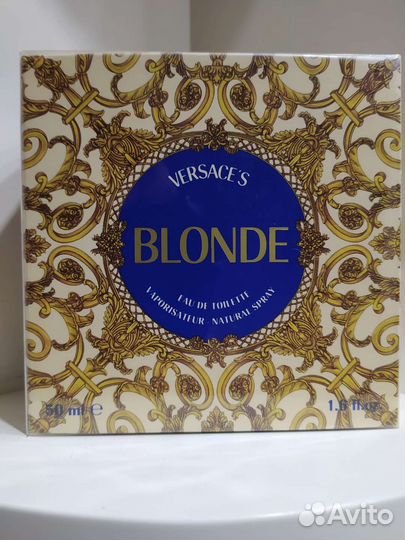 VERSACE'S
BLONDE
EAU DE TOILETTE
VAPORISATEUR · NATURAL SPRAY
50 ml e
1.6 fl.oz
Avito